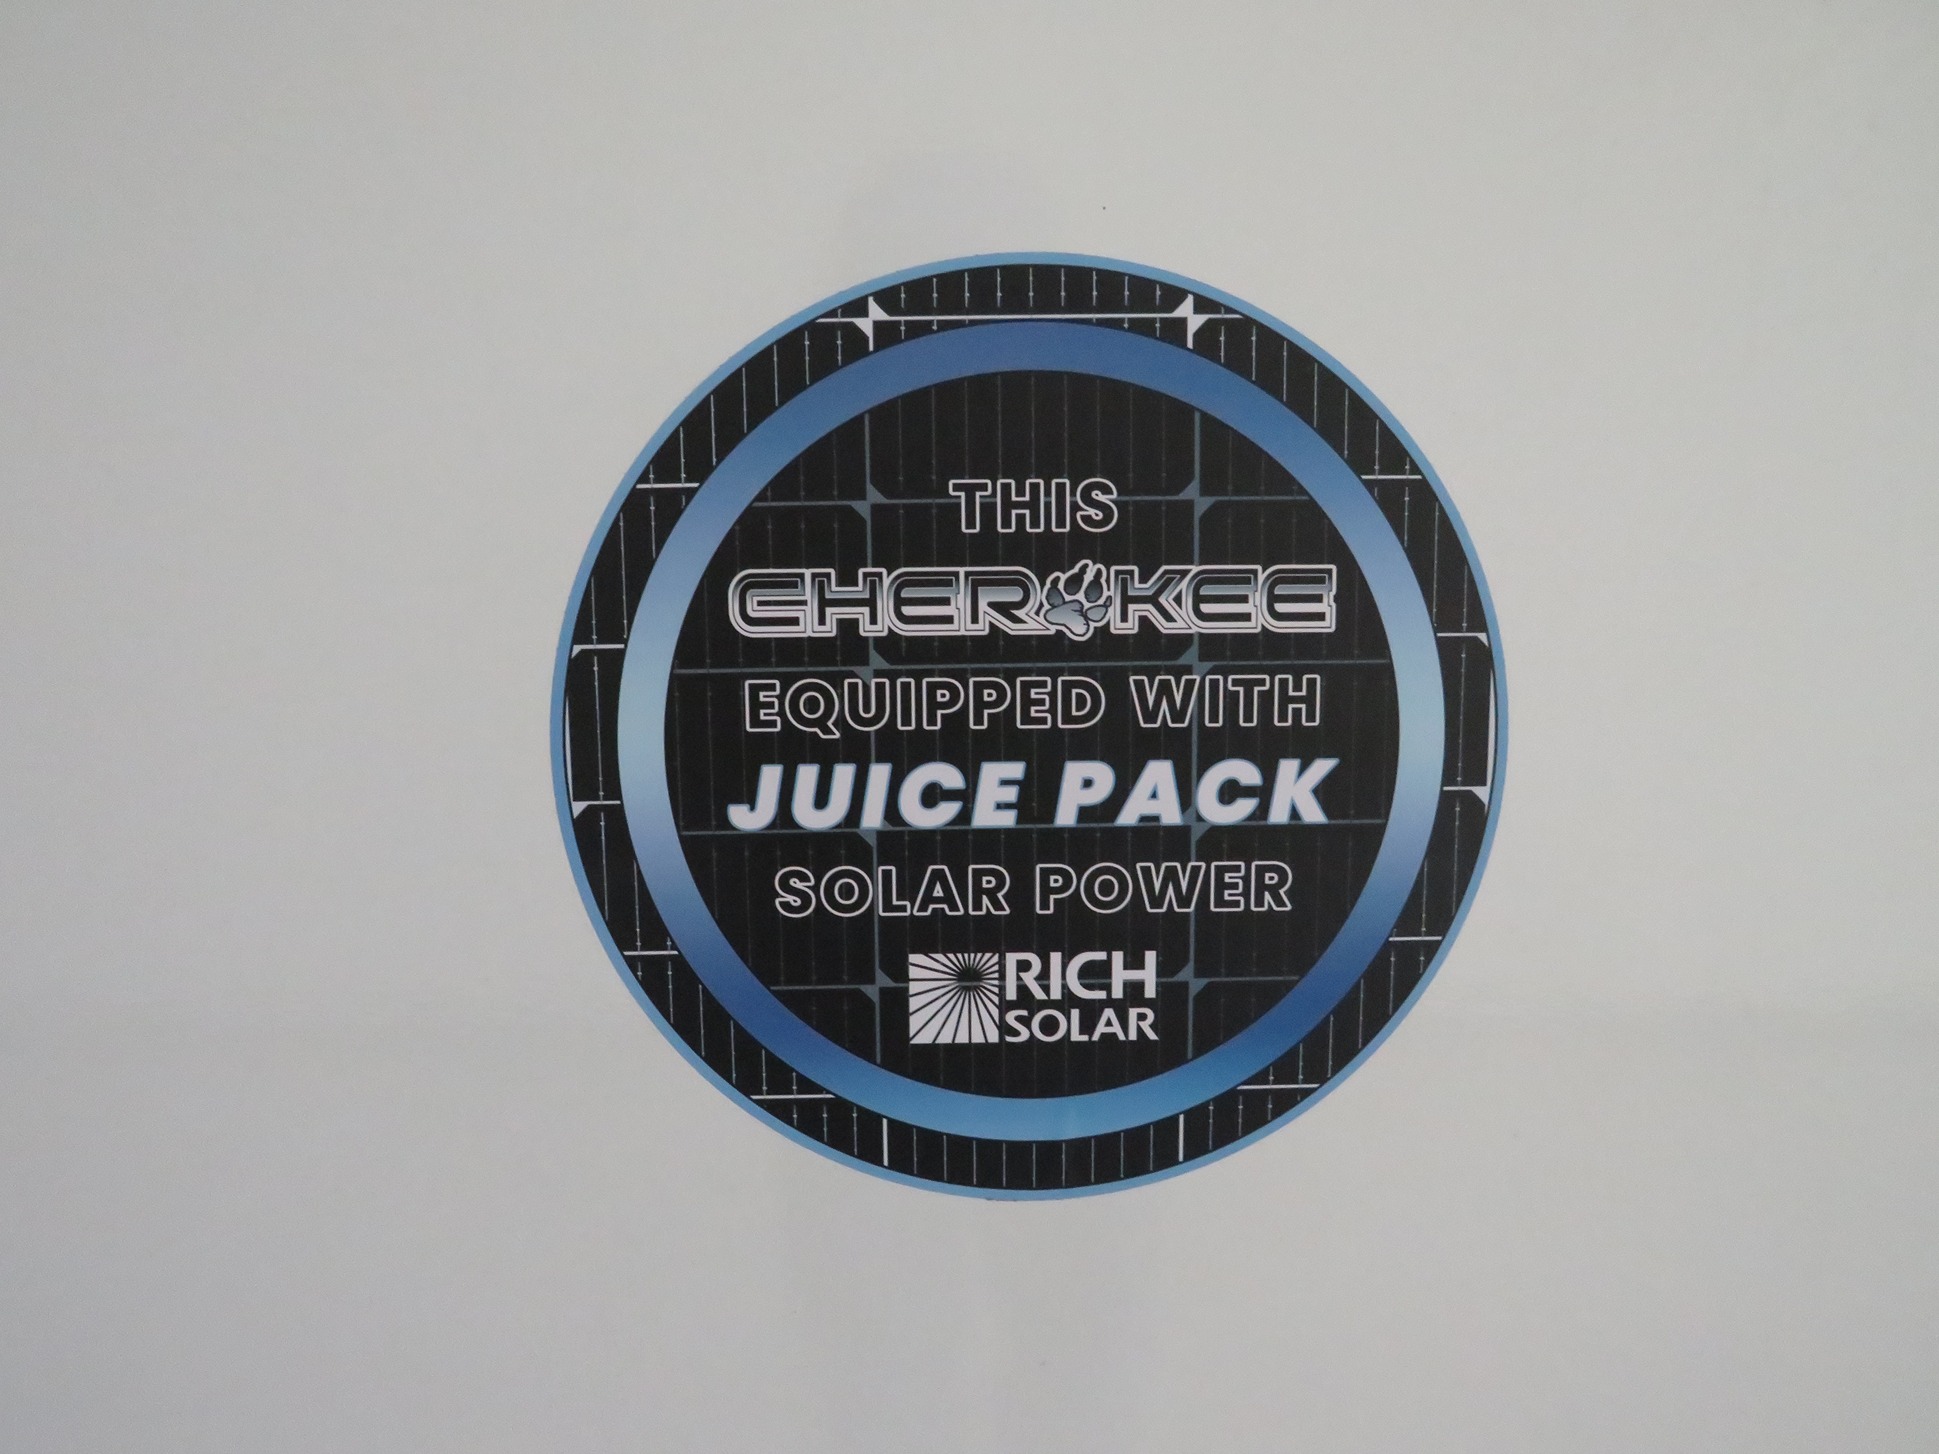 THIS
CHEROKEE
EQUIPPED WITH
JUICE PACK
SOLAR POWER
RICH
SOLAR